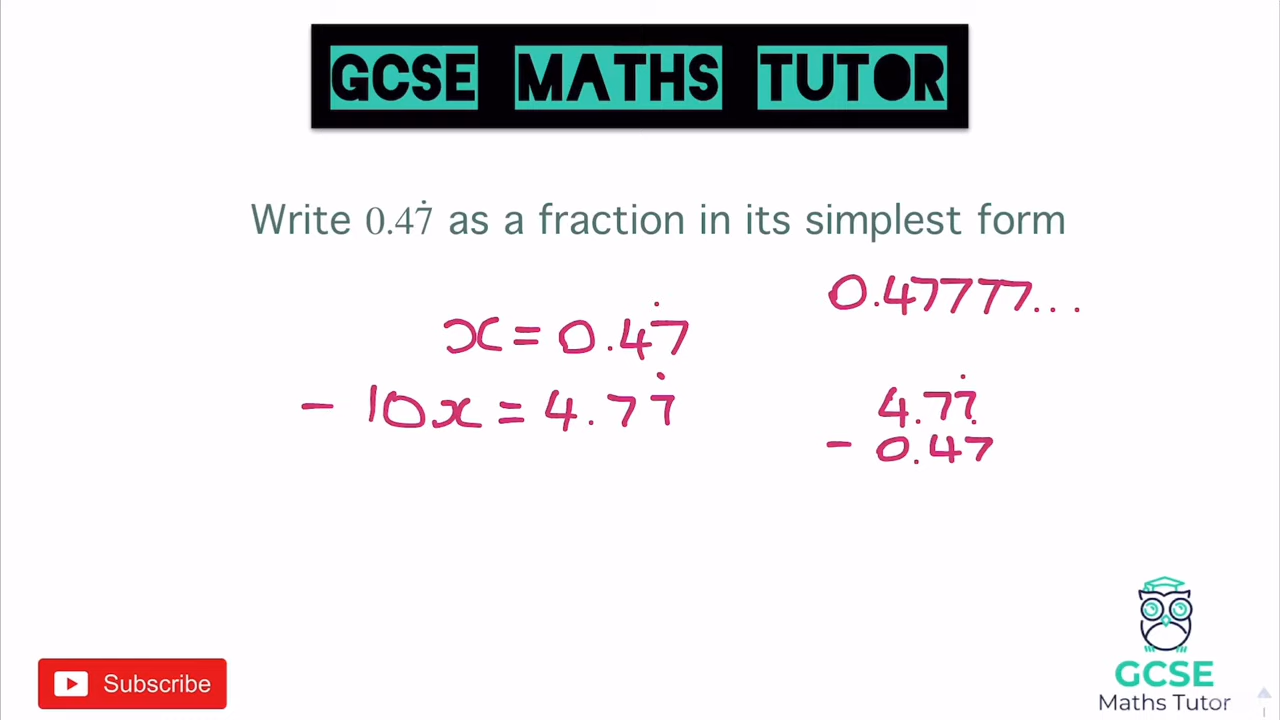 GCSE MATHS TUTOR
Write 0.47̇ as a fraction in its simplest form
0.47777...
x = 0.47̇
- 10x = 4.77̇
4.77̇
- 0.47̇
Subscribe
GCSE
Maths Tutor